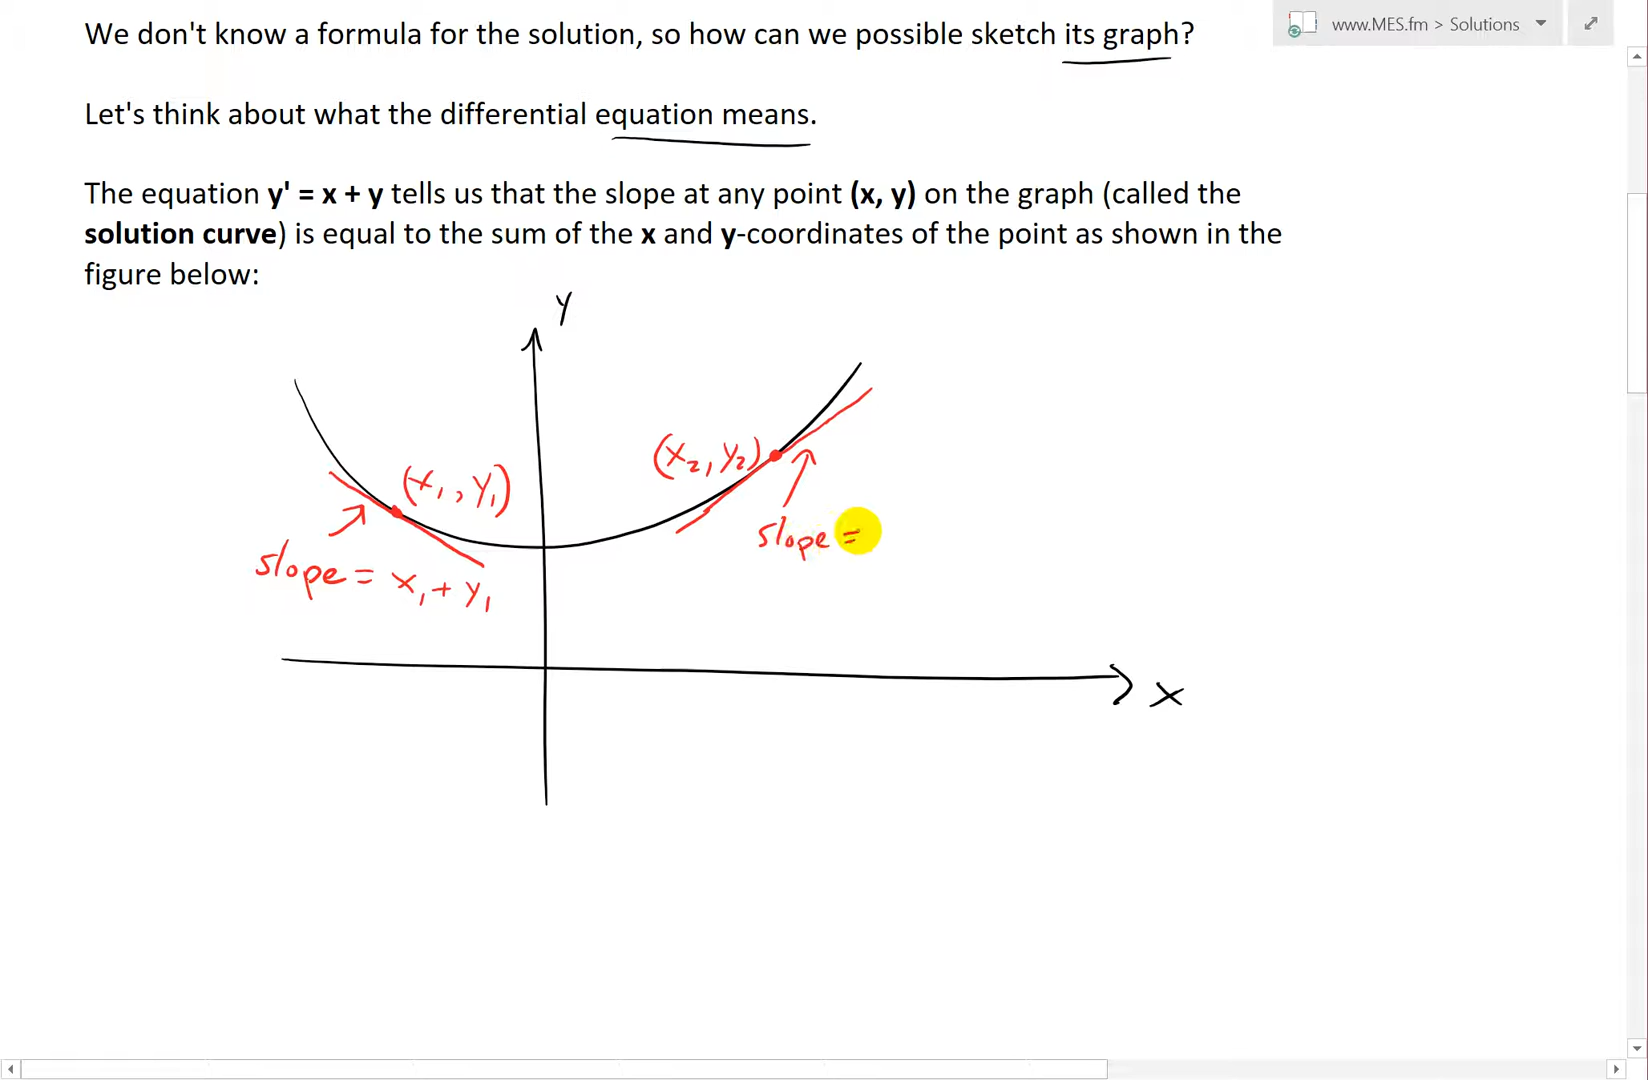 We don't know a formula for the solution, so how can we possible sketch its graph?
www.MES.fm > Solutions
Let's think about what the differential equation means.
The equation y' = x + y tells us that the slope at any point (x, y) on the graph (called the
solution curve) is equal to the sum of the x and y-coordinates of the point as shown in the
figure below:
Y
(x₁, y₁)
(x₂, y₂)
slope =
slope = x₁ + y₁
X